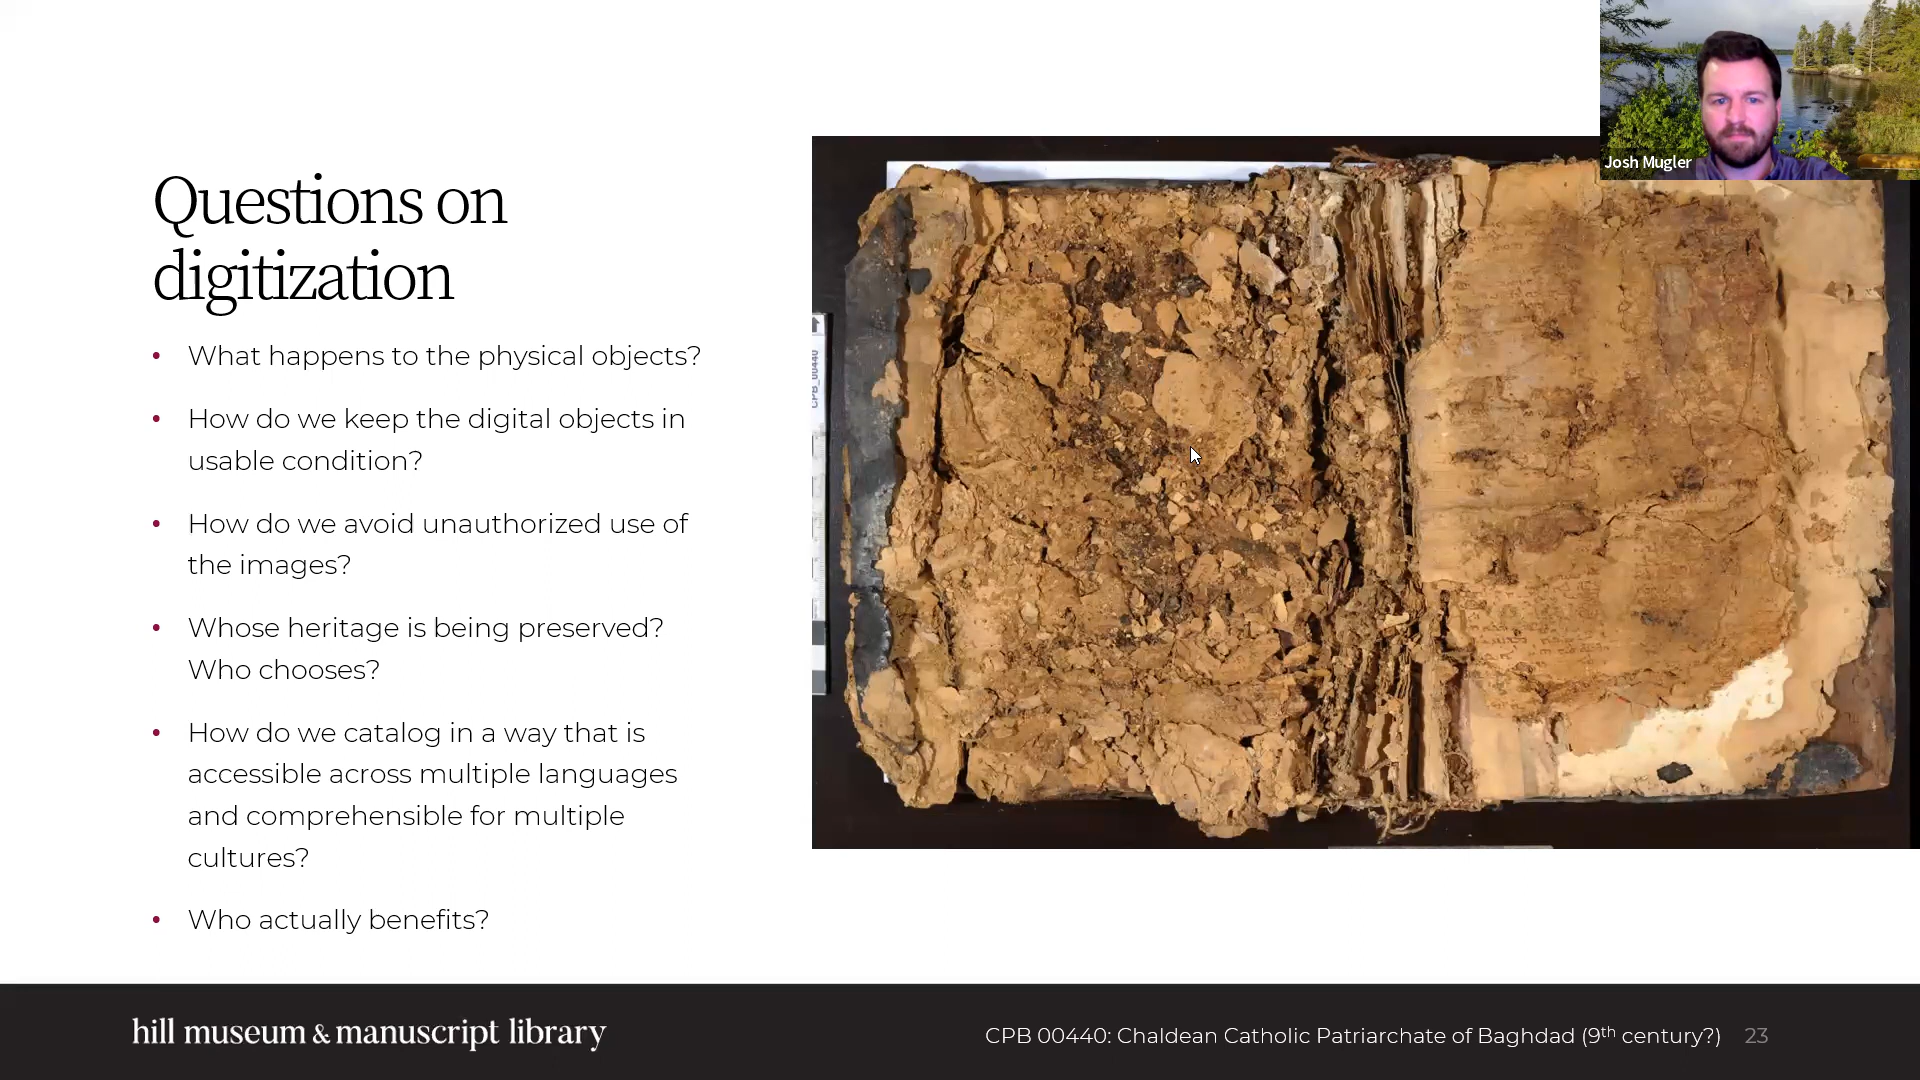 Josh Mugler
Questions on
digitization
• What happens to the physical objects?
• How do we keep the digital objects in
usable condition?
• How do we avoid unauthorized use of
the images?
• Whose heritage is being preserved?
Who chooses?
• How do we catalog in a way that is
accessible across multiple languages
and comprehensible for multiple
cultures?
• Who actually benefits?
CPB_00440
hill museum & manuscript library
CPB 00440: Chaldean Catholic Patriarchate of Baghdad (9th century?) 23